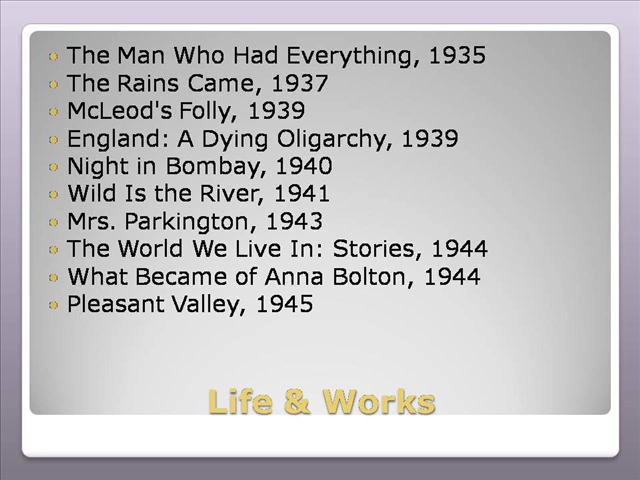 The Man Who Had Everything, 1935
The Rains Came, 1937
McLeod's Folly, 1939
England: A Dying Oligarchy, 1939
Night in Bombay, 1940
Wild Is the River, 1941
Mrs. Parkington, 1943
The World We Live In: Stories, 1944
What Became of Anna Bolton, 1944
Pleasant Valley, 1945
Life & Works